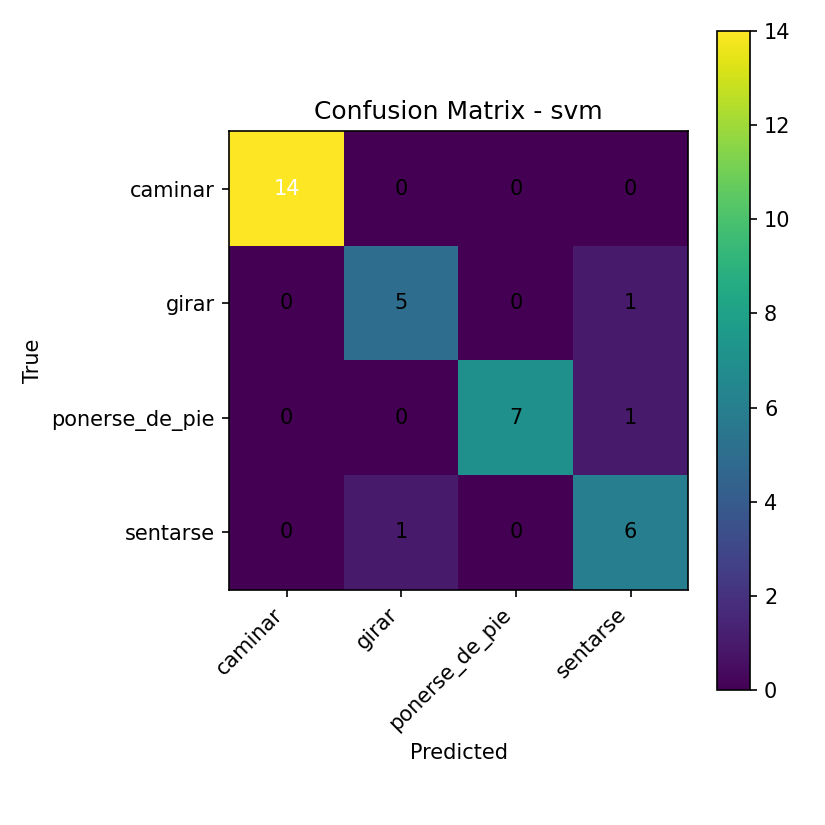 Confusion Matrix - svm
True
caminar 14 0 0 0
girar 0 5 0 1
ponerse_de_pie 0 0 7 1
sentarse 0 1 0 6
caminar girar ponerse_de_pie sentarse
Predicted
14
12
10
8
6
4
2
0